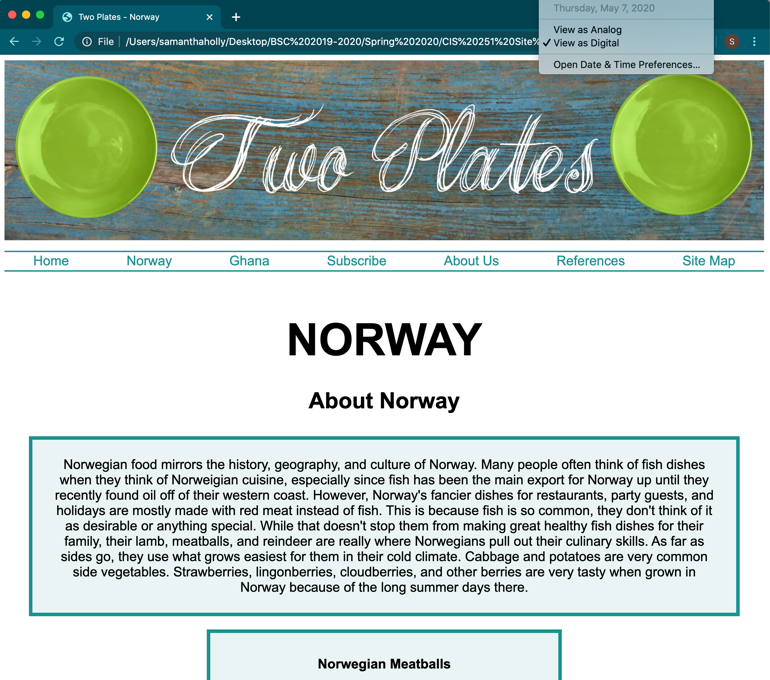 Thursday, May 7, 2020
Two Plates - Norway
View as Analog
✓ View as Digital
Open Date & Time Preferences...
File
/Users/samanthaholly/Desktop/BSC%202019-2020/Spring%202020/CIS%20251%20Site%
S
Two Plates
Home Norway Ghana Subscribe About Us References Site Map
NORWAY
About Norway
Norwegian food mirrors the history, geography, and culture of Norway. Many people often think of fish dishes
when they think of Norweigian cuisine, especially since fish has been the main export for Norway up until they
recently found oil off of their western coast. However, Norway's fancier dishes for restaurants, party guests, and
holidays are mostly made with red meat instead of fish. This is because fish is so common, they don't think of it
as desirable or anything special. While that doesn't stop them from making great healthy fish dishes for their
family, their lamb, meatballs, and reindeer are really where Norwegians pull out their culinary skills. As far as
sides go, they use what grows easiest for them in their cold climate. Cabbage and potatoes are very common
side vegetables. Strawberries, lingonberries, cloudberries, and other berries are very tasty when grown in
Norway because of the long summer days there.
Norwegian Meatballs